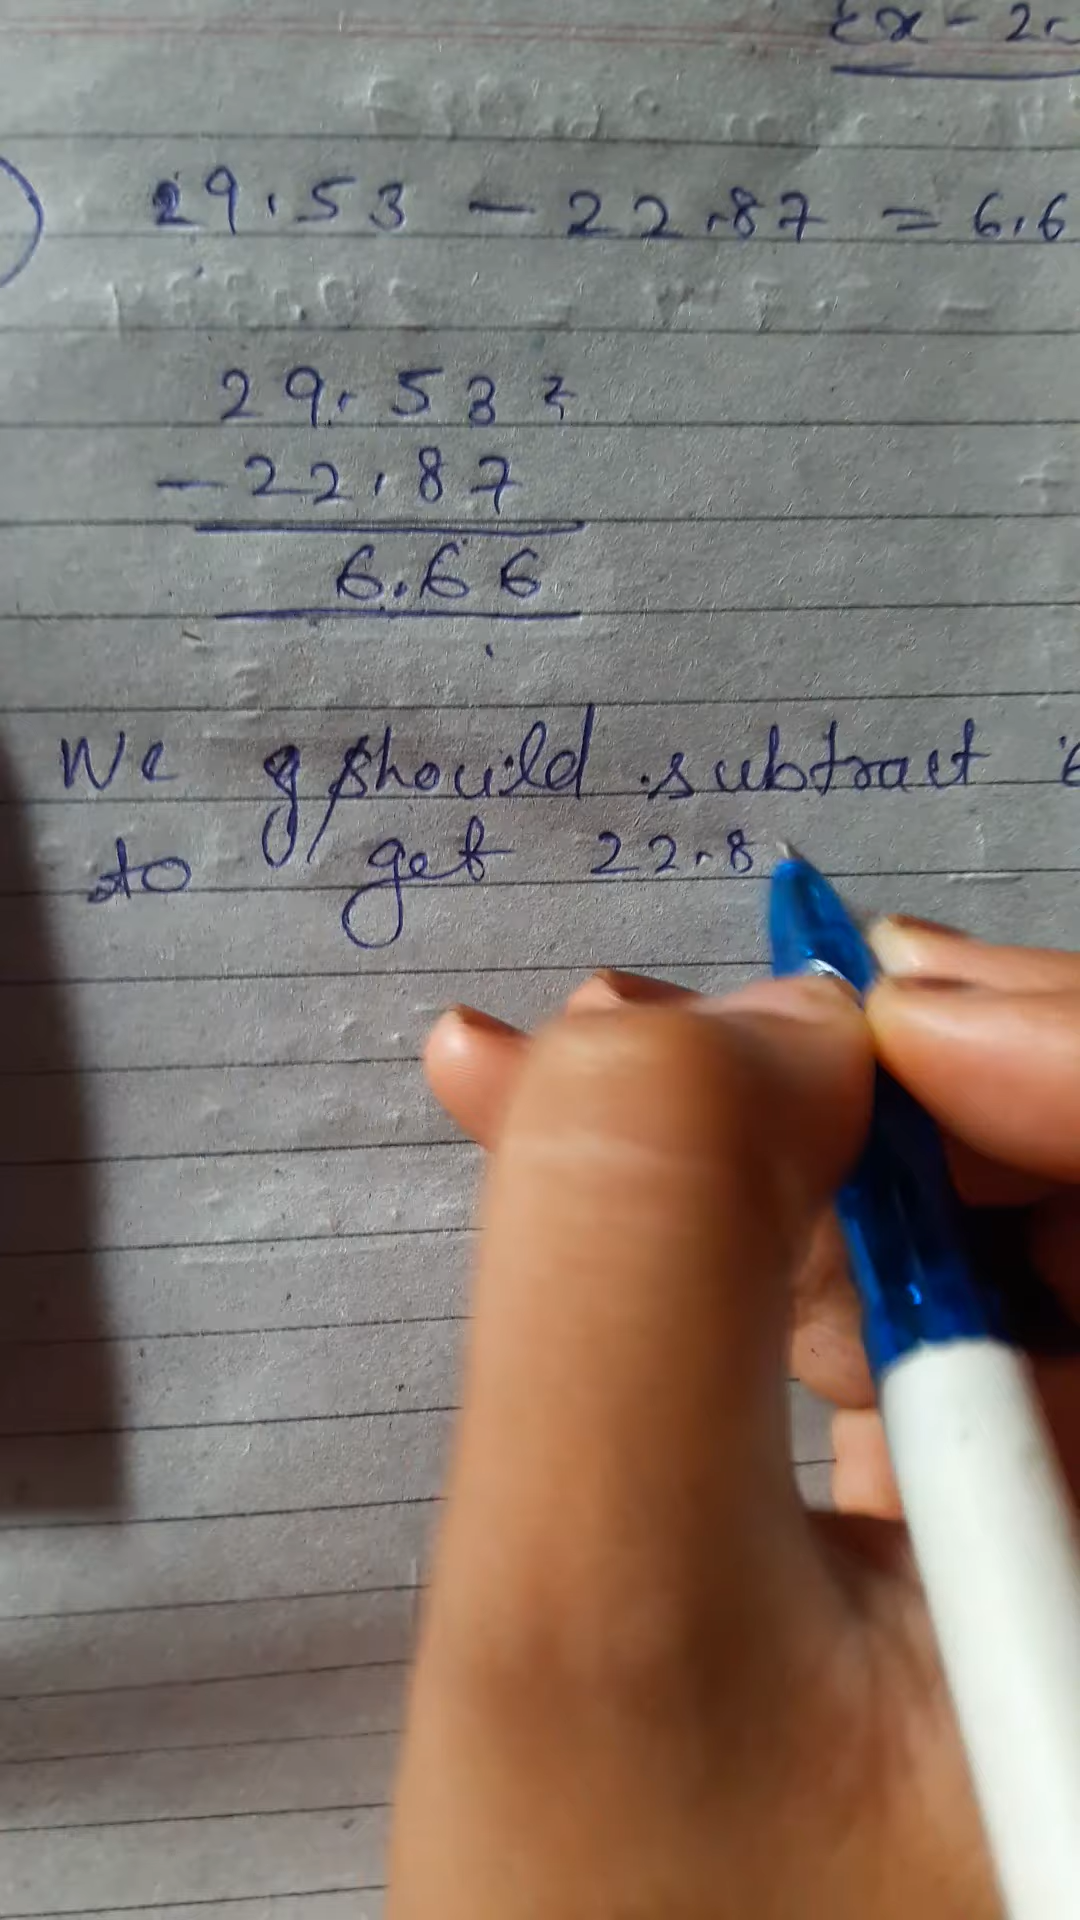 29.53 - 22.87 = 6.6
29.53
- 22.87
6.66
We should subtract
to get 22.8